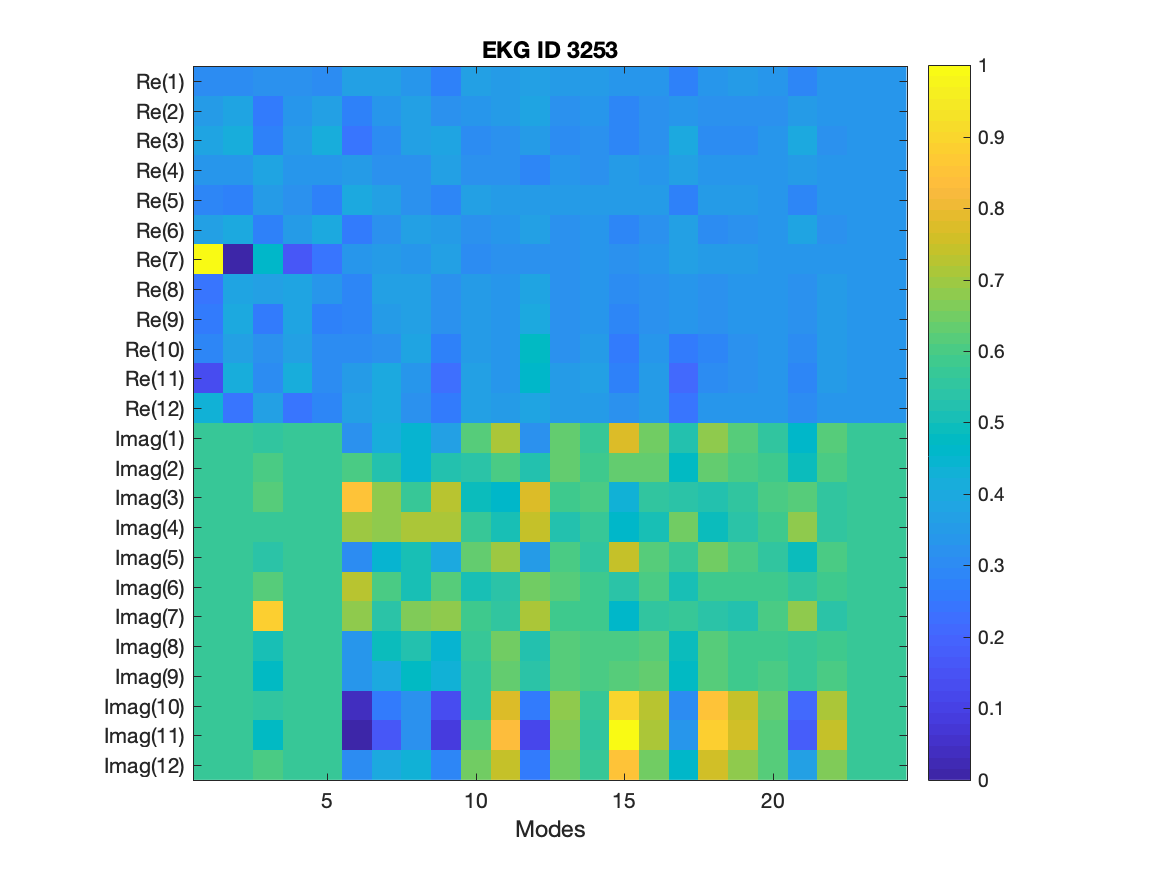 EKG ID 3253
Re(1)
Re(2)
Re(3)
Re(4)
Re(5)
Re(6)
Re(7)
Re(8)
Re(9)
Re(10)
Re(11)
Re(12)
Imag(1)
Imag(2)
Imag(3)
Imag(4)
Imag(5)
Imag(6)
Imag(7)
Imag(8)
Imag(9)
Imag(10)
Imag(11)
Imag(12)
5 10 15 20
Modes
1
0.9
0.8
0.7
0.6
0.5
0.4
0.3
0.2
0.1
0